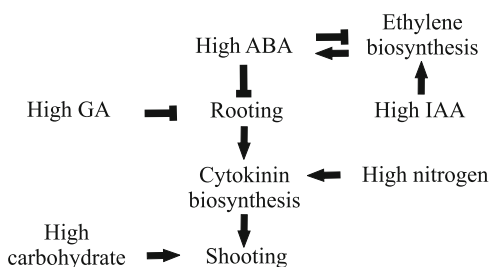 Ethylene
biosynthesis
High ABA
High GA
Rooting
High IAA
Cytokinin
biosynthesis
High nitrogen
High
carbohydrate
Shooting